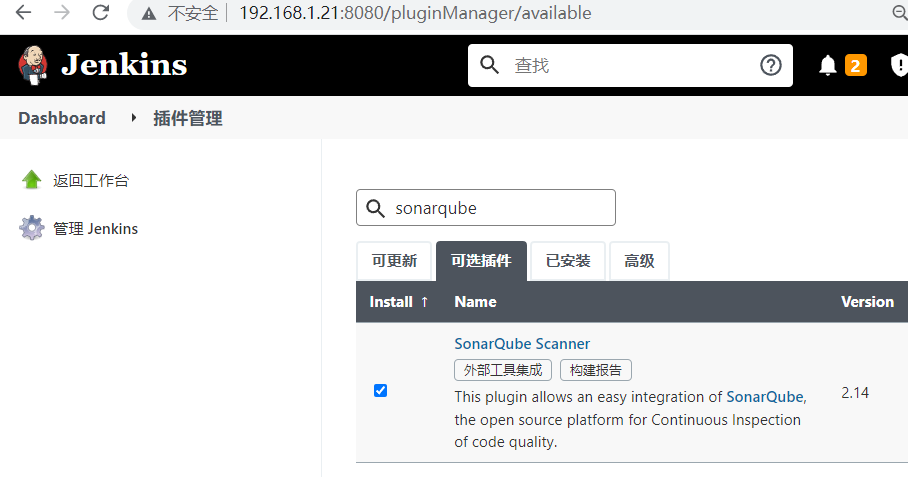 不安全 192.168.1.21:8080/pluginManager/available
Jenkins 查找 2
Dashboard 插件管理
返回工作台
管理 Jenkins
sonarqube
可更新 可选插件 已安装 高级
Install ↑ Name Version
SonarQube Scanner
外部工具集成 构建报告
This plugin allows an easy integration of SonarQube, 2.14
the open source platform for Continuous Inspection
of code quality.